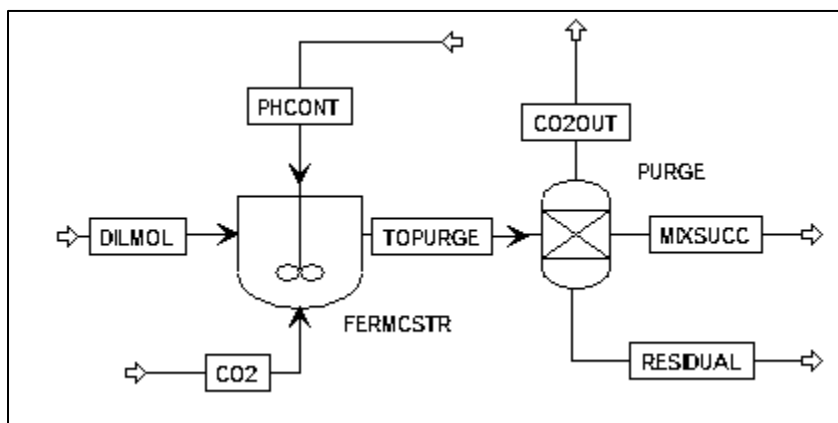 PHCONT
CO2OUT
PURGE
DILMOL
TOPURGE
MIXSUCC
FERMCSTR
CO2
RESIDUAL